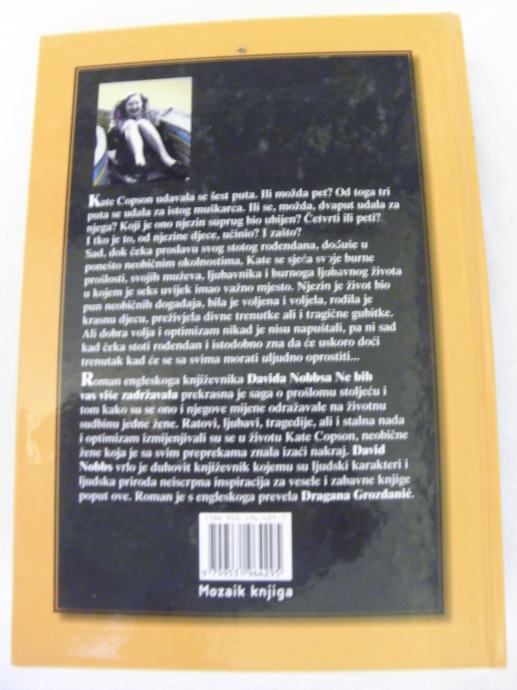 Kate Copson udavala se šest puta. Ili možda pet? Od toga tri
puta se udala za istog muškarca. Ili se, možda, dvaput udala za
njega? Koji je ono njezin suprug bio ubijen? Četvrti ili peti?
I tko je to, od njezine djece, učinio? I zašto?
Sad, dok čeka proslavu svog stotog rođendana, doduše u
ponešto neobičnim okolnostima, Kate se sjeća svoje burne
prošlosti, svojih muževa, ljubavnika i burnoga ljubavnog života
u kojem je seks uvijek imao važno mjesto. Njezin je život bio
pun neobičnih događaja, bila je voljena i voljela, rodila je
krasnu djecu, preživjela divne trenutke ali i tragične gubitke.
Ali dobra volja i optimizam nikad je nisu napuštali, pa ni sad
kad čeka stoti rođendan i istodobno zna da će uskoro doći
trenutak kad će se sa svima morati uljudno oprostiti...
Roman engleskoga književnika Davida Nobbsa Ne bih
vas više zadržavala prekrasna je saga o prošlomu stoljeću i
tom kako su se ono i njegove mijene odražavale na životnu
sudbinu jedne žene. Ratovi, ljubavi, tragedije, ali i stalna nada
i optimizam izmijenjivali su se u životu Kate Copson, neobične
žene koja je sa svim preprekama znala izaći nakraj. David
Nobbs vrlo je duhovit književnik kojemu su ljudski karakteri i
ljudska priroda neiscrpna inspiracija za vesele i zabavne knjige
poput ove. Roman je s engleskoga prevela Dragana Grozdanić.
9 799531 966295
Mozaik knjiga